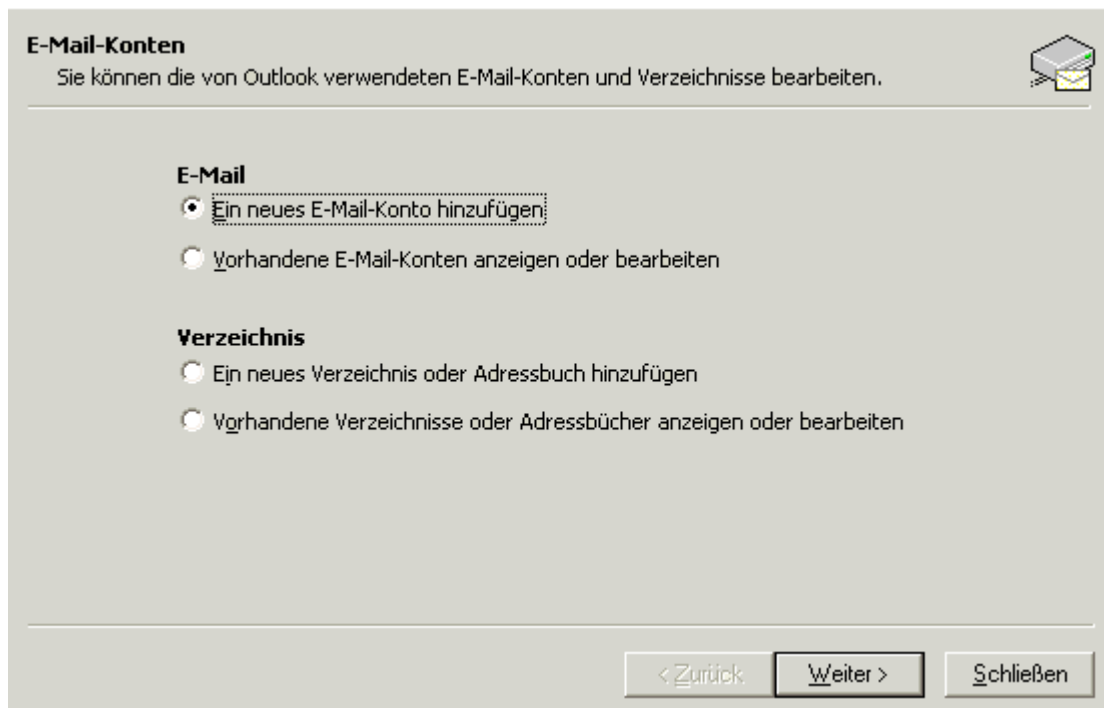 E-Mail-Konten
Sie können die von Outlook verwendeten E-Mail-Konten und Verzeichnisse bearbeiten.
E-Mail
Ein neues E-Mail-Konto hinzufügen
Vorhandene E-Mail-Konten anzeigen oder bearbeiten
Verzeichnis
Ein neues Verzeichnis oder Adressbuch hinzufügen
Vorhandene Verzeichnisse oder Adressbücher anzeigen oder bearbeiten
< Zurück Weiter > Schließen